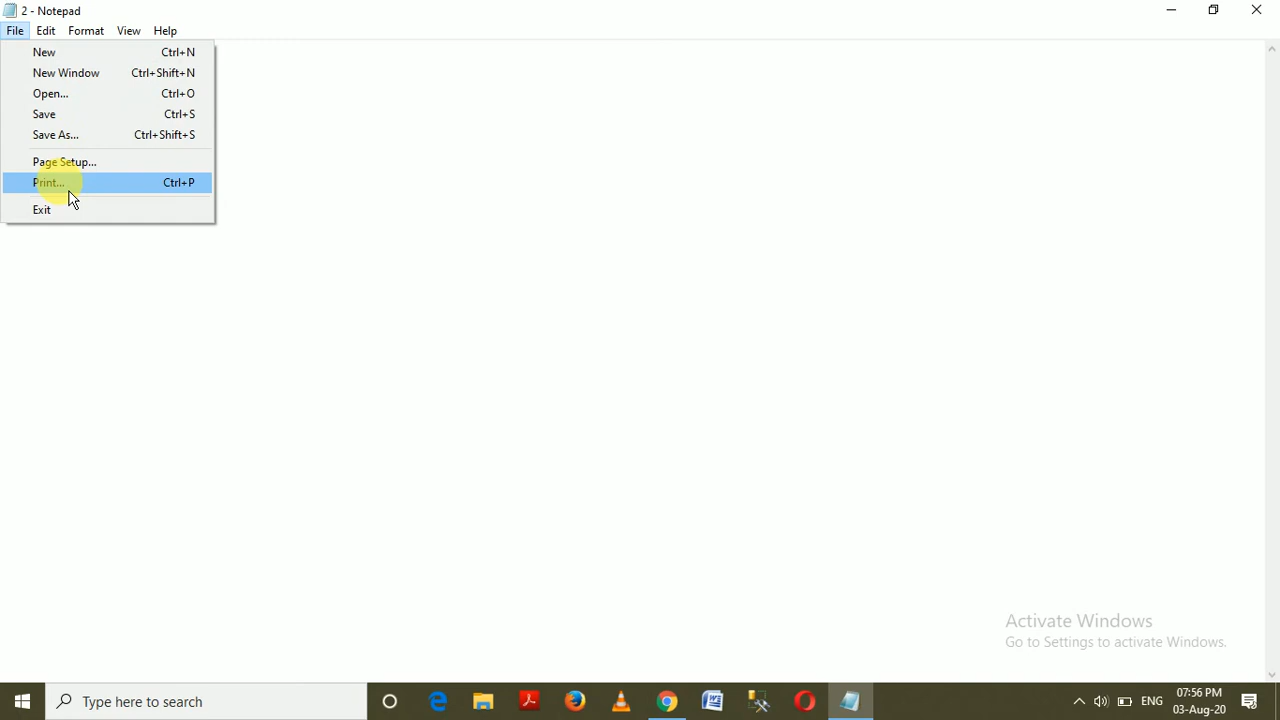 2 - Notepad
File Edit Format View Help
New Ctrl+N
New Window Ctrl+Shift+N
Open... Ctrl+O
Save Ctrl+S
Save As... Ctrl+Shift+S
Page Setup...
Print... Ctrl+P
Exit
Activate Windows
Go to Settings to activate Windows.
Type here to search
ENG
07:56 PM
03-Aug-20